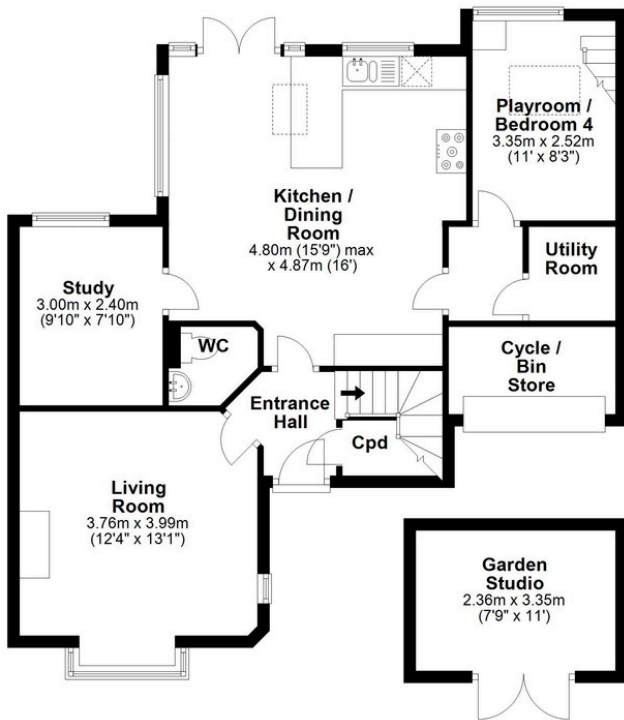 Playroom /
Bedroom 4
3.35m x 2.52m
(11' x 8'3")
Kitchen /
Dining
Room
4.80m (15'9") max
x 4.87m (16')
Utility
Room
Study
3.00m x 2.40m
(9'10" x 7'10")
WC
Cycle /
Bin
Store
Entrance
Hall
Cpd
Living
Room
3.76m x 3.99m
(12'4" x 13'1")
Garden
Studio
2.36m x 3.35m
(7'9" x 11')